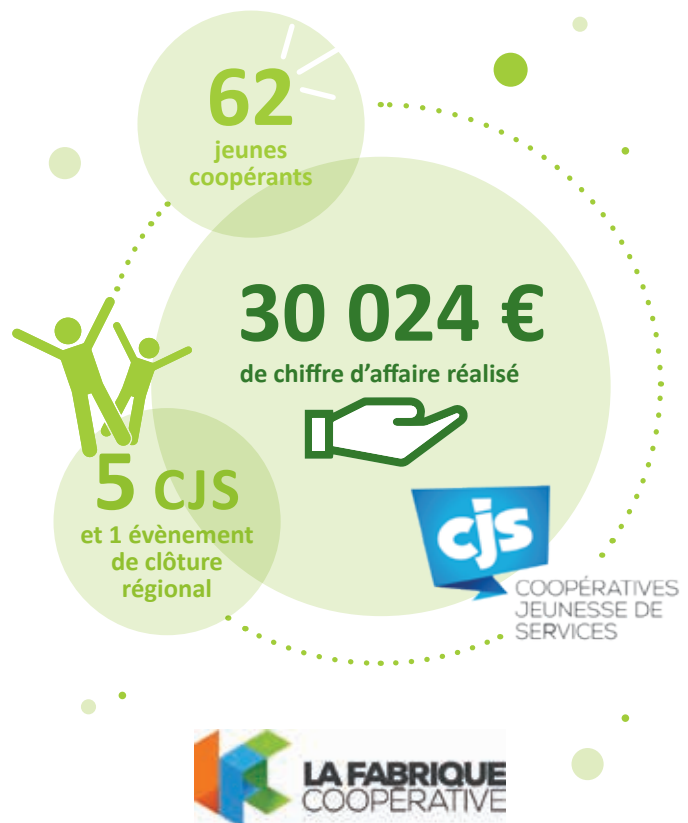 62
jeunes
coopérants
30 024 €
de chiffre d'affaire réalisé
5 CJS
et 1 évènement
de clôture
régional
cjs
COOPÉRATIVES
JEUNESSE DE
SERVICES
LA FABRIQUE
COOPÉRATIVE